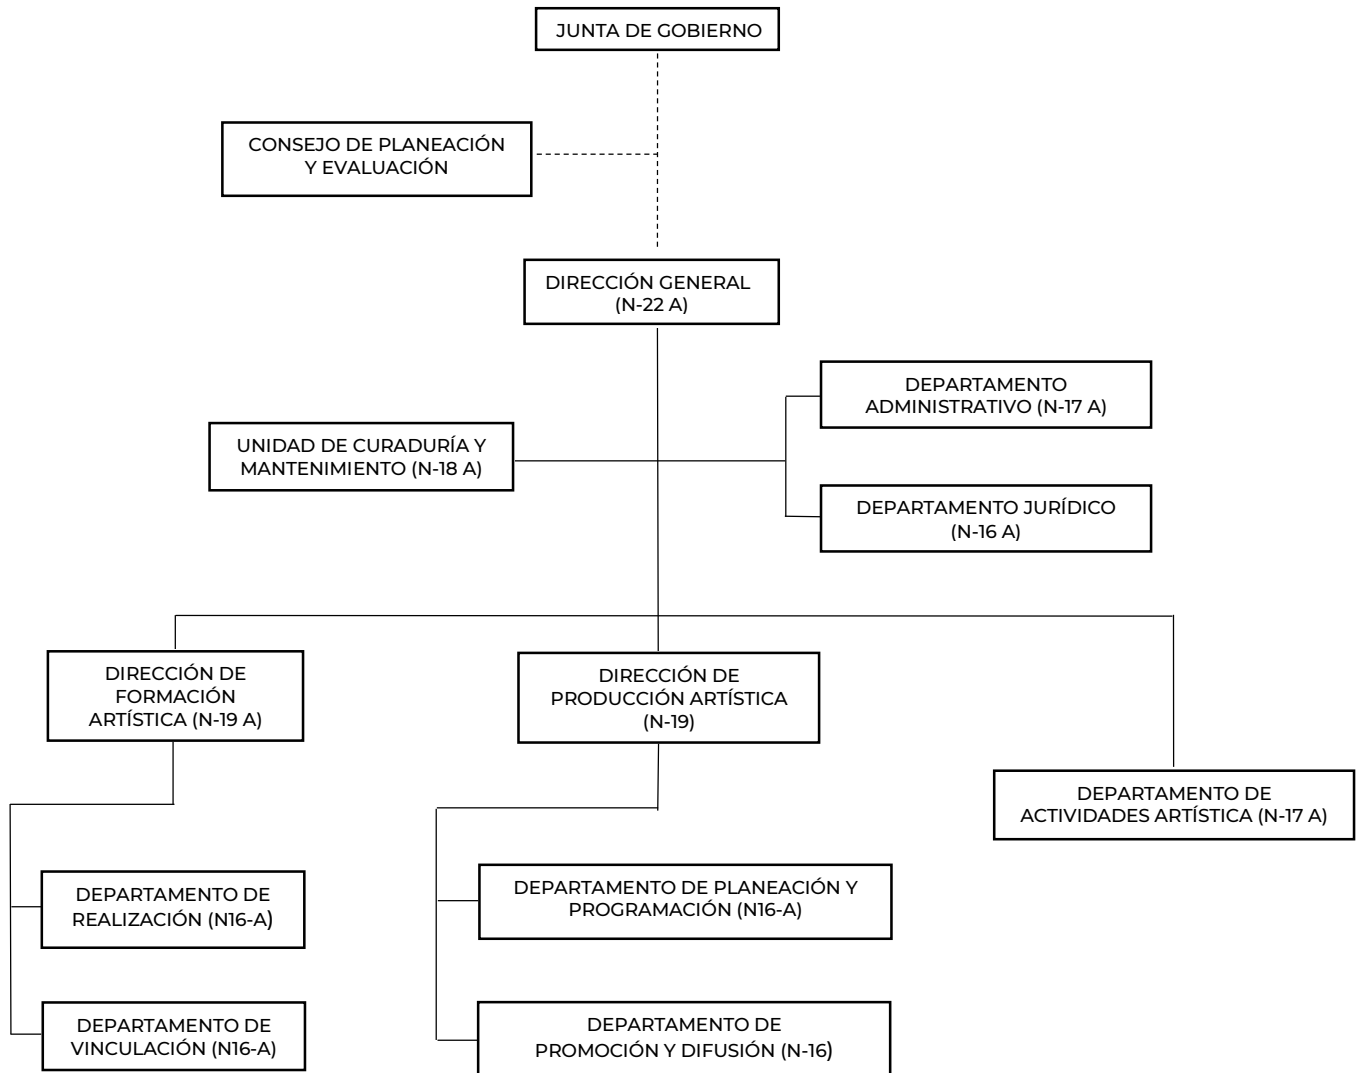 JUNTA DE GOBIERNO
CONSEJO DE PLANEACIÓN
Y EVALUACIÓN
DIRECCIÓN GENERAL
(N-22 A)
DEPARTAMENTO
ADMINISTRATIVO (N-17 A)
UNIDAD DE CURADURÍA Y
MANTENIMIENTO (N-18 A)
DEPARTAMENTO JURÍDICO
(N-16 A)
DIRECCIÓN DE
FORMACIÓN
ARTÍSTICA (N-19 A)
DIRECCIÓN DE
PRODUCCIÓN ARTÍSTICA
(N-19)
DEPARTAMENTO DE
ACTIVIDADES ARTÍSTICA (N-17 A)
DEPARTAMENTO DE
REALIZACIÓN (N16-A)
DEPARTAMENTO DE PLANEACIÓN Y
PROGRAMACIÓN (N16-A)
DEPARTAMENTO DE
VINCULACIÓN (N16-A)
DEPARTAMENTO DE
PROMOCIÓN Y DIFUSIÓN (N-16)